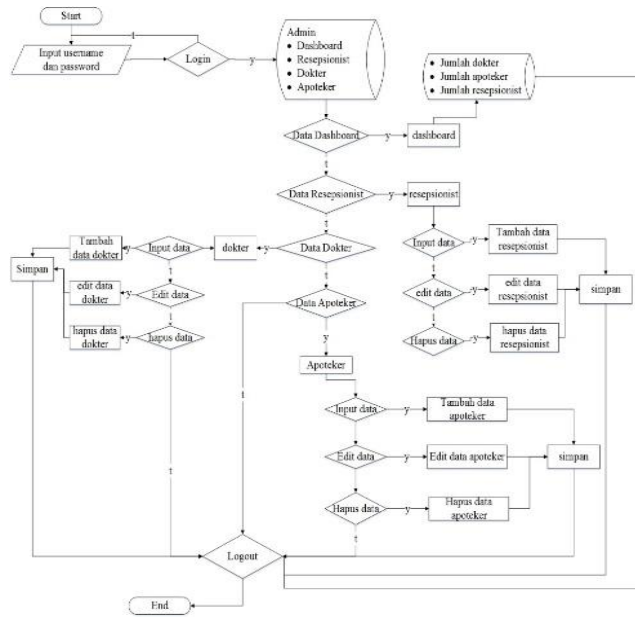 Start
Input username
dan password
t
Login
y
Admin
• Dashboard
• Resepsionist
• Dokter
• Apoteker
• Jumlah dokter
• Jumlah apoteker
• Jumlah resepsionist
Data Dashboard
y
dashboard
t
Data Resepsionist
y
resepsionist
t
Tambah
data dokter
y
Input data
dokter
y
Data Dokter
Input data
y
Tambah data
resepsionist
Simpan
t
t
t
edit data
dokter
y
Edit data
Data Apoteker
edit data
y
edit data
resepsionist
simpan
t
t
hapus data
dokter
y
hapus data
y
Hapus data
y
hapus data
resepsionist
Apoteker
t
Input data
y
Tambah data
apoteker
t
Edit data
y
Edit data apoteker
simpan
t
Hapus data
y
Hapus data
apoteker
t
Logout
End